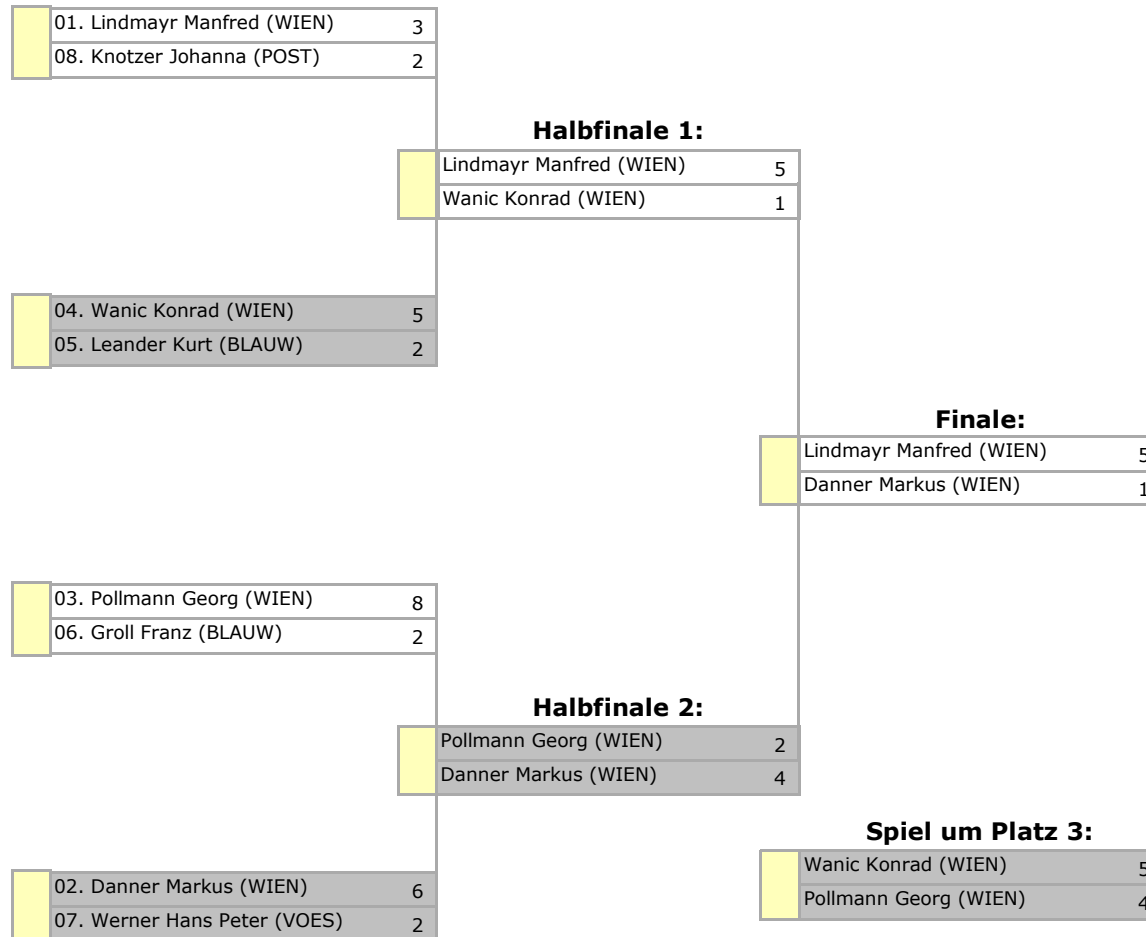 01. Lindmayr Manfred (WIEN) 3
08. Knotzer Johanna (POST) 2
Halbfinale 1:
Lindmayr Manfred (WIEN) 5
Wanic Konrad (WIEN) 1
04. Wanic Konrad (WIEN) 5
05. Leander Kurt (BLAUW) 2
Finale:
Lindmayr Manfred (WIEN) 5
Danner Markus (WIEN) 1
03. Pollmann Georg (WIEN) 8
06. Groll Franz (BLAUW) 2
Halbfinale 2:
Pollmann Georg (WIEN) 2
Danner Markus (WIEN) 4
Spiel um Platz 3:
Wanic Konrad (WIEN) 5
Pollmann Georg (WIEN) 4
02. Danner Markus (WIEN) 6
07. Werner Hans Peter (VOES) 2